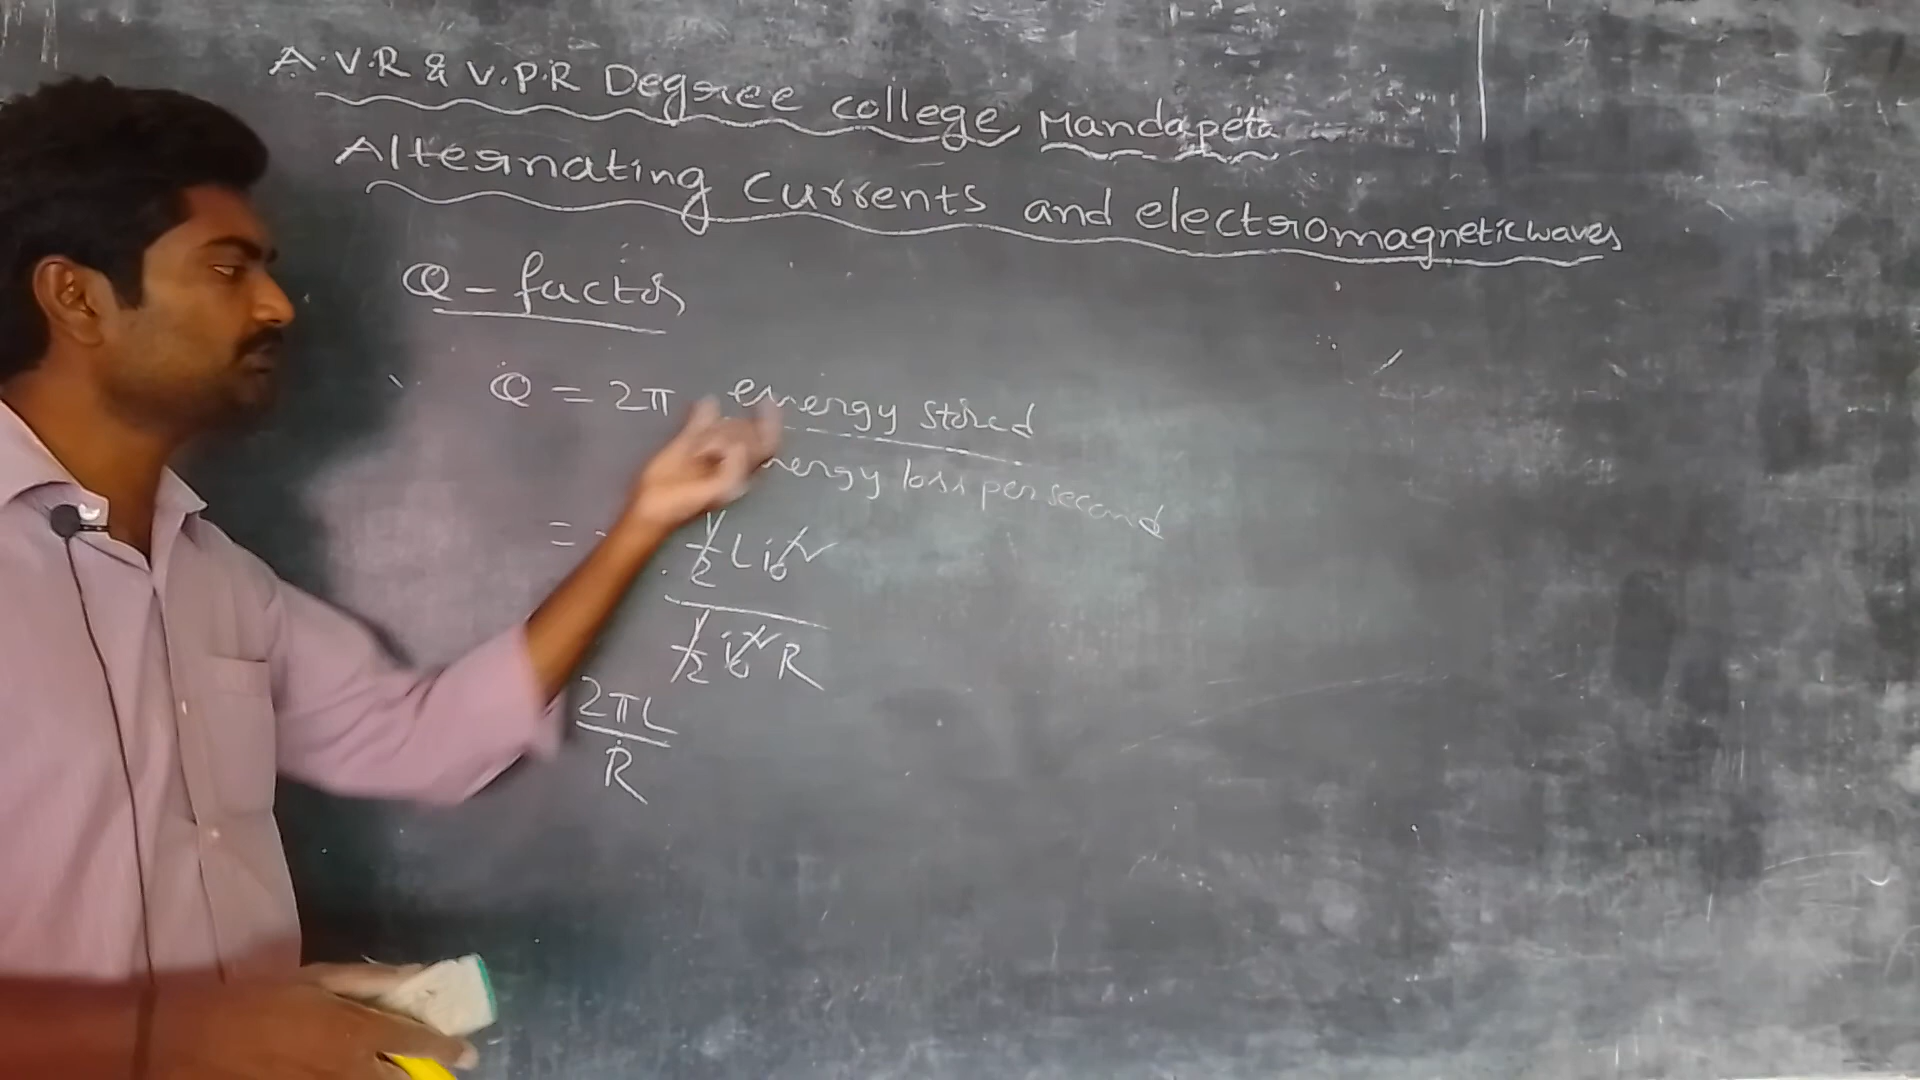 A.V.R & V.P.R Degree college Mandapeta
Alternating Currents and electromagnetic waves
Q - factor
Q = 2π energy stored
energy loss per second
=
1/2 L i₀²
1/2 i₀² R
2πL
R